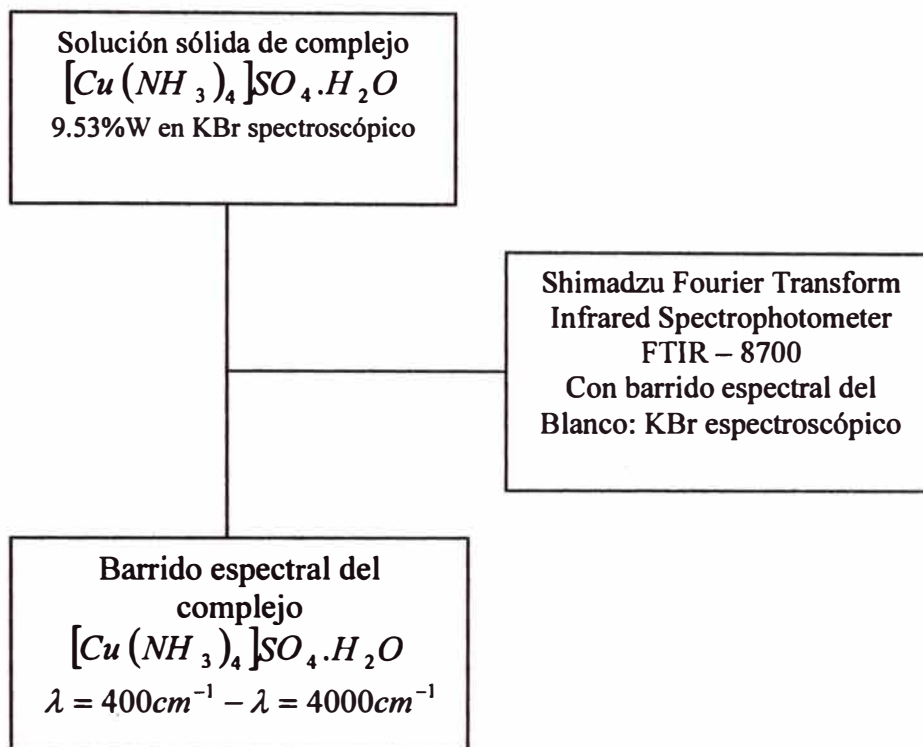 Solución sólida de complejo
[Cu(NH₃)₄]SO₄.H₂O
9.53%W en KBr spectroscópico
Shimadzu Fourier Transform
Infrared Spectrophotometer
FTIR – 8700
Con barrido espectral del
Blanco: KBr espectroscópico
Barrido espectral del
complejo
[Cu(NH₃)₄]SO₄.H₂O
λ = 400cm⁻¹ – λ = 4000cm⁻¹